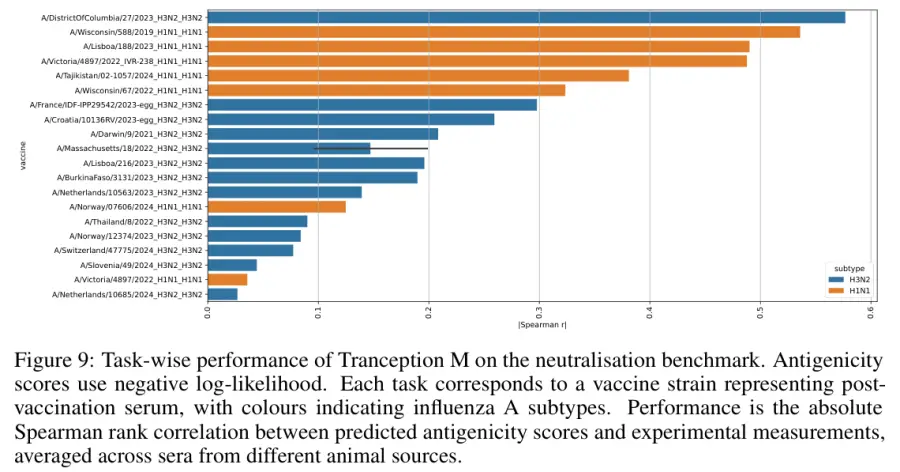 A/DistrictOfColumbia/27/2023_H3N2_H3N2
A/Wisconsin/588/2019_H1N1_H1N1
A/Lisboa/188/2023_H1N1_H1N1
A/Victoria/4897/2022_IVR-238_H1N1_H1N1
A/Tajikistan/02-1057/2024_H1N1_H1N1
A/Wisconsin/67/2022_H1N1_H1N1
A/France/IDF-IPP29542/2023-egg_H3N2_H3N2
A/Croatia/10136RV/2023-egg_H3N2_H3N2
A/Darwin/9/2021_H3N2_H3N2
A/Massachusetts/18/2022_H3N2_H3N2
A/Lisboa/216/2023_H3N2_H3N2
A/BurkinaFaso/3131/2023_H3N2_H3N2
A/Netherlands/10563/2023_H3N2_H3N2
A/Norway/07606/2024_H1N1_H1N1
A/Thailand/8/2022_H3N2_H3N2
A/Norway/12374/2023_H3N2_H3N2
A/Switzerland/47775/2024_H3N2_H3N2
A/Slovenia/49/2024_H3N2_H3N2
A/Victoria/4897/2022_H1N1_H1N1
A/Netherlands/10685/2024_H3N2_H3N2
vaccine
subtype
H3N2
H1N1
0.0 0.1 0.2 0.3 0.4 0.5 0.6
|Spearman r|
Figure 9: Task-wise performance of Tranception M on the neutralisation benchmark. Antigenicity
scores use negative log-likelihood. Each task corresponds to a vaccine strain representing post-
vaccination serum, with colours indicating influenza A subtypes. Performance is the absolute
Spearman rank correlation between predicted antigenicity scores and experimental measurements,
averaged across sera from different animal sources.